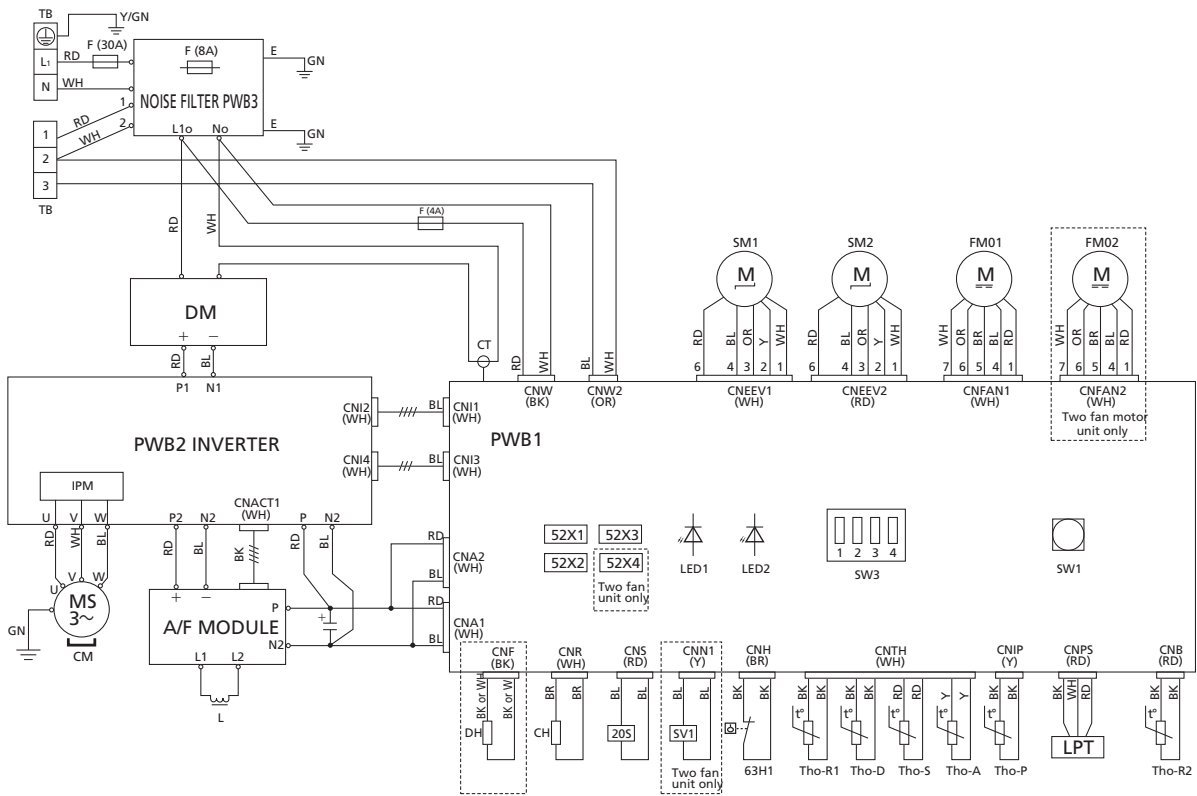 TB
Y/GN
F (30A)
L1
RD
N
WH
F (8A)
NOISE FILTER PWB3
E
GN
E
GN
1
2
RD
WH
L1o
No
1
2
3
TB
RD
WH
F (4A)
DM
+
−
RD
BL
P1
N1
CT
RD
WH
BL
WH
CNW
(BK)
CNW2
(OR)
SM1
M
RD
BL
OR
Y
WH
6
4
3
2
1
CNEEV1
(WH)
SM2
M
RD
BL
OR
Y
WH
6
4
3
2
1
CNEEV2
(RD)
FM01
M
WH
OR
BR
BL
RD
7
6
5
4
1
CNFAN1
(WH)
FM02
M
WH
OR
BR
BL
RD
7
6
5
4
1
CNFAN2
(WH)
Two fan motor
unit only
PWB2 INVERTER
CNI2
(WH)
BL
CNI1
(WH)
CNI4
(WH)
BL
CNI3
(WH)
PWB1
IPM
U
V
W
P2
N2
CNACT1
(WH)
P
N2
RD
WH
BL
RD
BL
BK
RD
BL
U
V
W
MS
3~
CM
GN
+
−
A/F MODULE
P
N2
L1
L2
L
+
RD
CNA2
(WH)
BL
RD
CNA1
(WH)
BL
52X1
52X3
52X2
52X4
Two fan
unit only
LED1
LED2
1 2 3 4
SW3
SW1
CNF
(BK)
BK or WH
BK or W
DH
CNR
(WH)
BR
BR
CH
CNS
(RD)
BL
BL
20S
CNN1
(Y)
BL
BL
SV1
Two fan
unit only
CNH
(BR)
BK
BK
63H1
CNTH
(WH)
BK
BK
BK
BK
RD
RD
Y
Y
t°
t°
t°
Tho-R1
Tho-D
Tho-S
Tho-A
CNIP
(Y)
BK
BK
t°
Tho-P
CNPS
(RD)
BK
WH
RD
LPT
CNB
(RD)
BK
BK
t°
Tho-R2